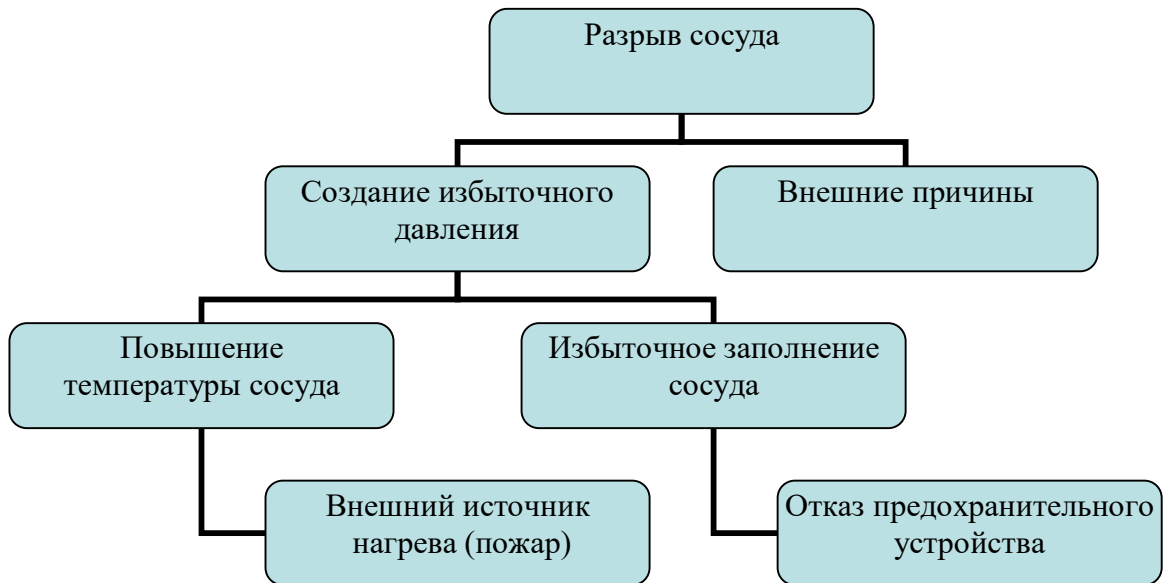 Разрыв сосуда
Создание избыточного
давления
Внешние причины
Повышение
температуры сосуда
Избыточное заполнение
сосуда
Внешний источник
нагрева (пожар)
Отказ предохранительного
устройства